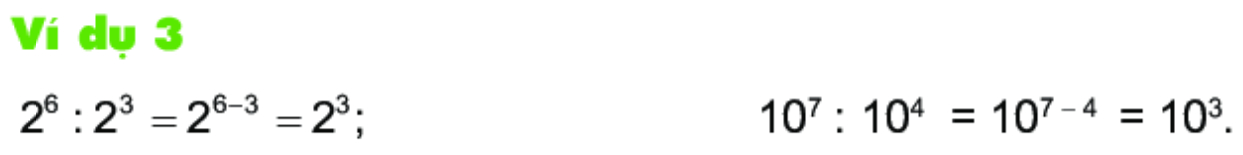 Ví dụ 3
2⁶ : 2³ = 2⁶⁻³ = 2³; 10⁷ : 10⁴ = 10⁷ ⁻ ⁴ = 10³.